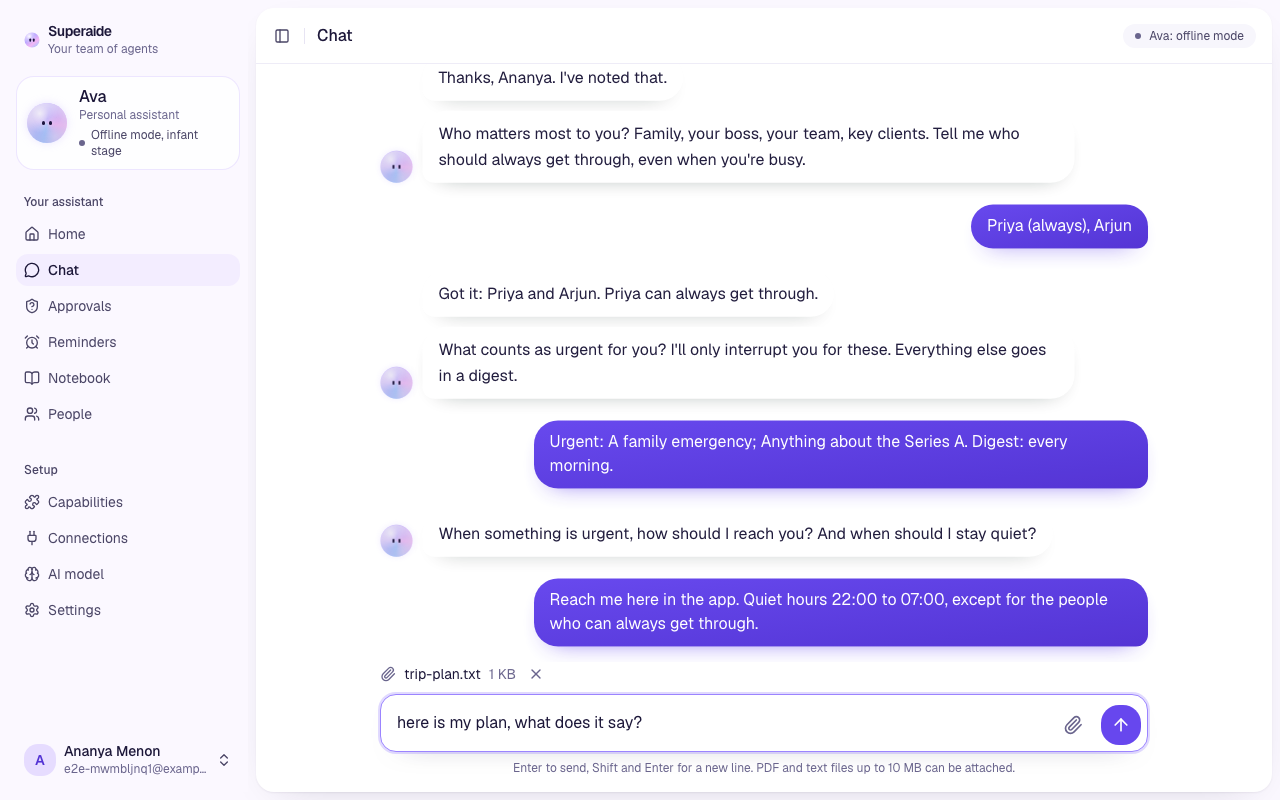 Superaide
Your team of agents
Ava
Personal assistant
Offline mode, infant
stage
Your assistant
Home
Chat
Approvals
Reminders
Notebook
People
Setup
Capabilities
Connections
AI model
Settings
A
Ananya Menon
e2e-mwmbljnq1@examp...
Chat
Ava: offline mode
Thanks, Ananya. I've noted that.
Who matters most to you? Family, your boss, your team, key clients. Tell me who
should always get through, even when you're busy.
Priya (always), Arjun
Got it: Priya and Arjun. Priya can always get through.
What counts as urgent for you? I'll only interrupt you for these. Everything else goes
in a digest.
Urgent: A family emergency; Anything about the Series A. Digest: every
morning.
When something is urgent, how should I reach you? And when should I stay quiet?
Reach me here in the app. Quiet hours 22:00 to 07:00, except for the people
who can always get through.
trip-plan.txt 1 KB
here is my plan, what does it say?
Enter to send, Shift and Enter for a new line. PDF and text files up to 10 MB can be attached.